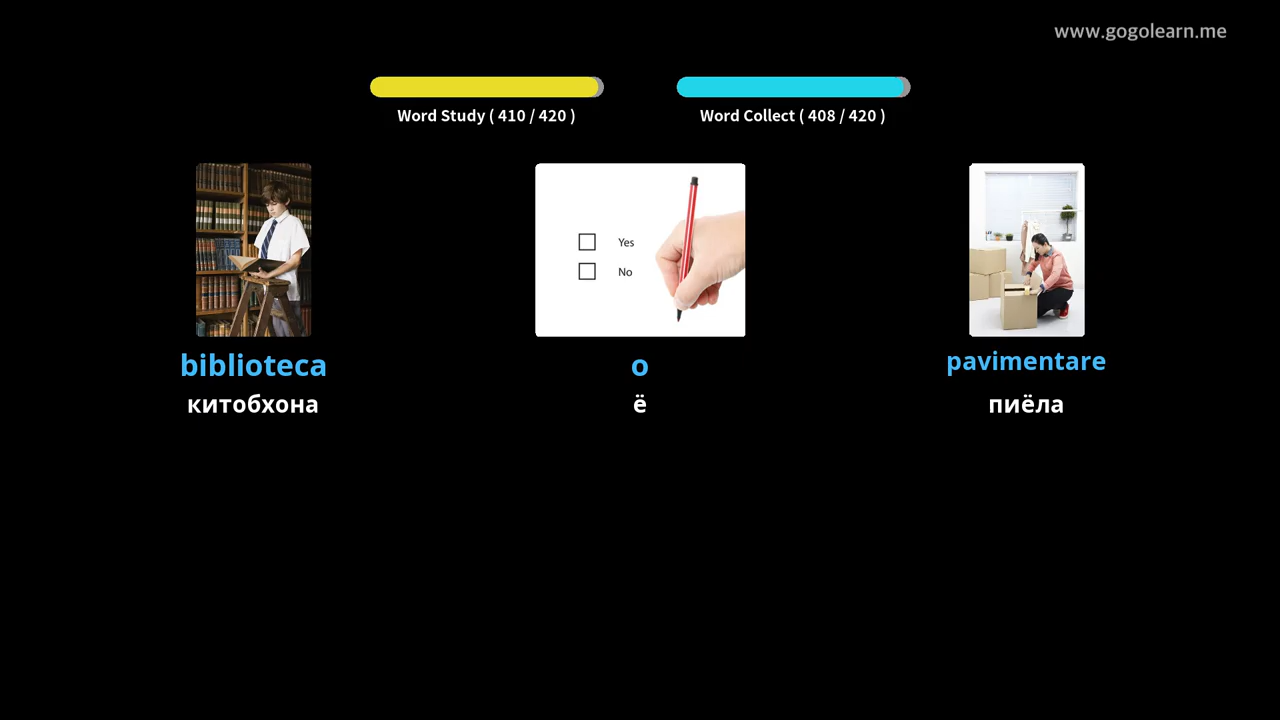 www.gogolearn.me
Word Study ( 410 / 420 )
Word Collect ( 408 / 420 )
Yes
No
biblioteca
o
pavimentare
китобхона
ё
пиёла